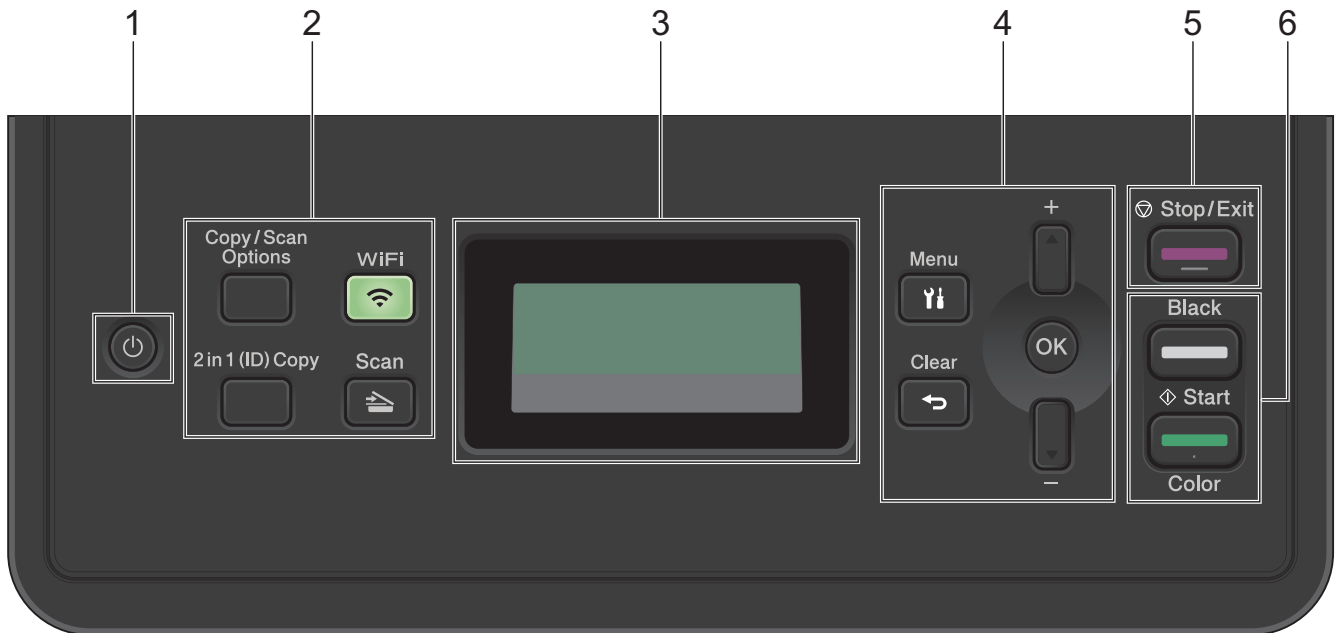 1 2 3 4 5 6
Copy/Scan
Options
WiFi
2 in 1 (ID) Copy
Scan
Menu
Clear
+
OK
–
Stop/Exit
Black
Start
Color